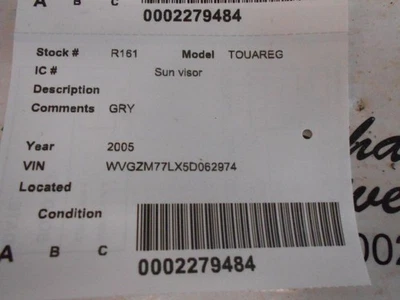 A B C
0002279484
Stock # R161 Model TOUAREG
IC # Sun visor
Description
Comments GRY
Year 2005
VIN WVGZM77LX5D062974
Located
Condition
A B C
0002279484